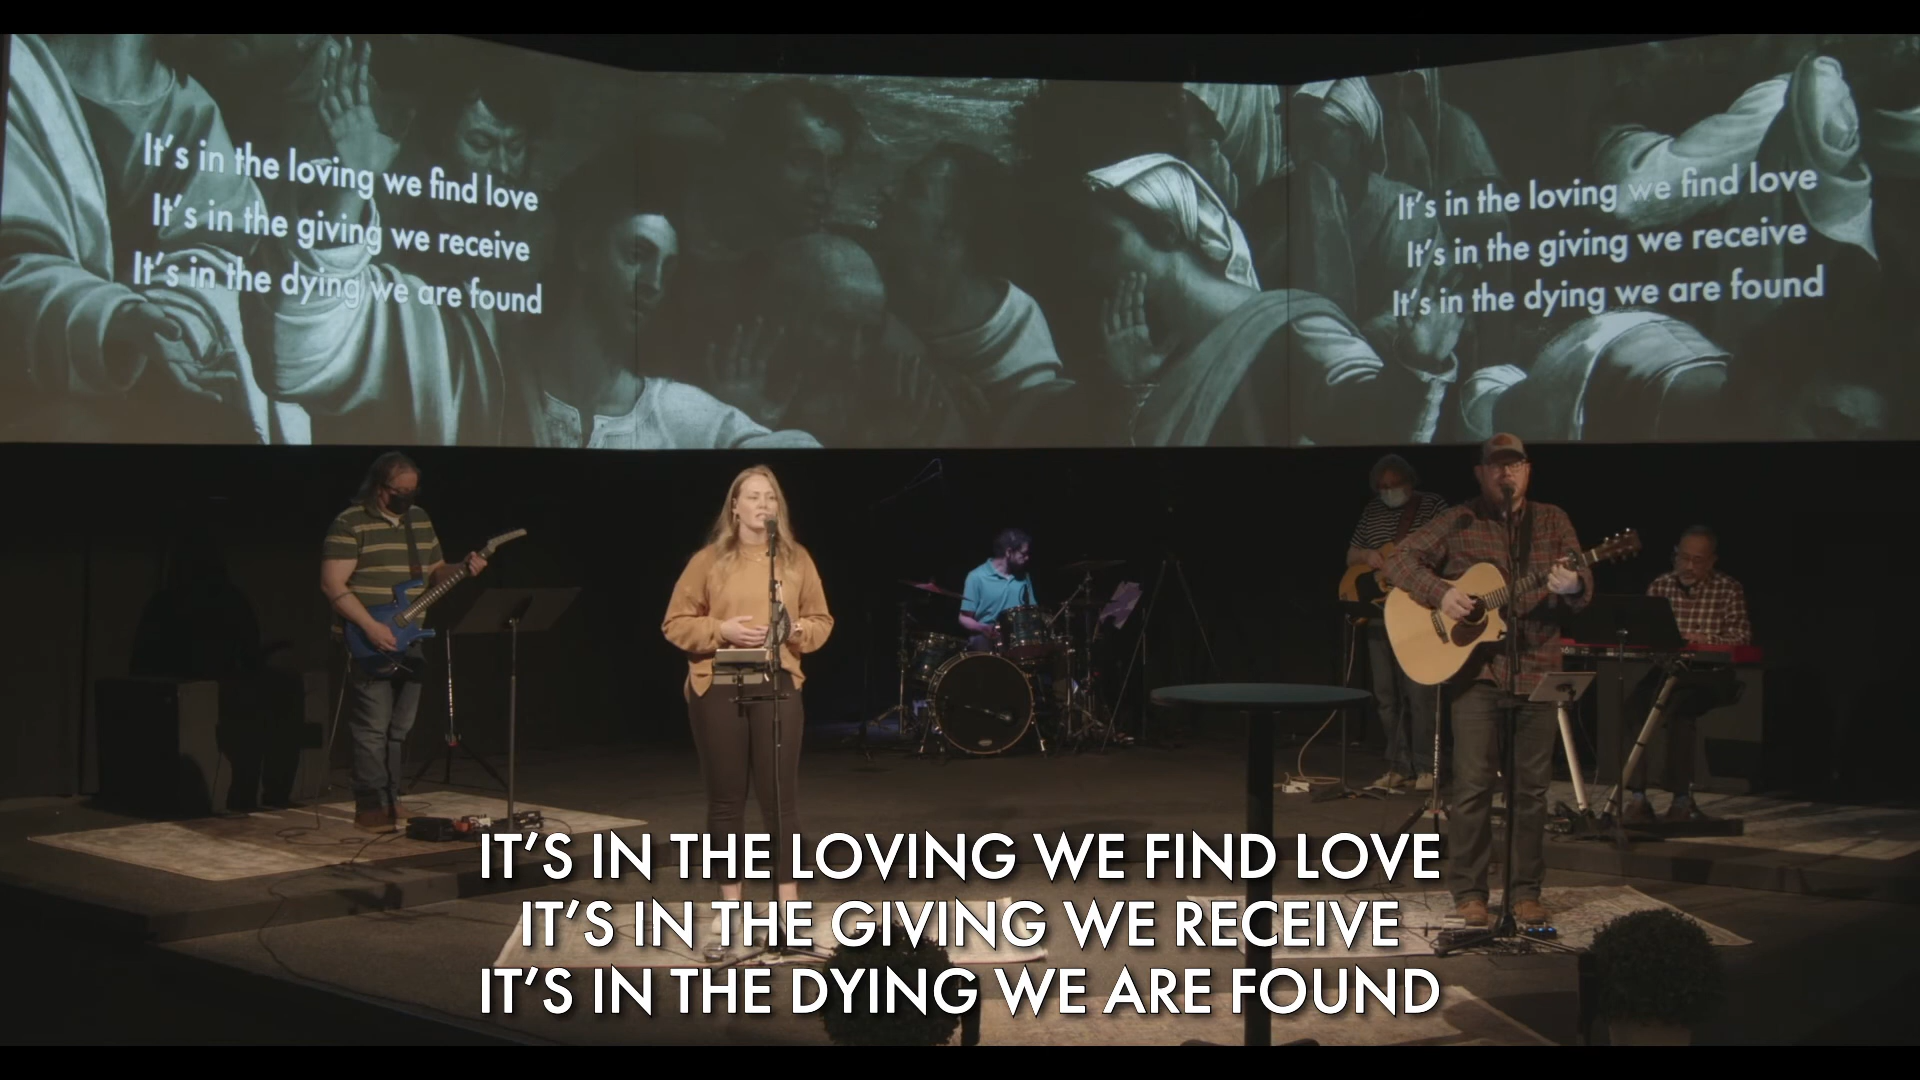 It's in the loving we find love
It's in the giving we receive
It's in the dying we are found
It's in the loving we find love
It's in the giving we receive
It's in the dying we are found
IT'S IN THE LOVING WE FIND LOVE
IT'S IN THE GIVING WE RECEIVE
IT'S IN THE DYING WE ARE FOUND